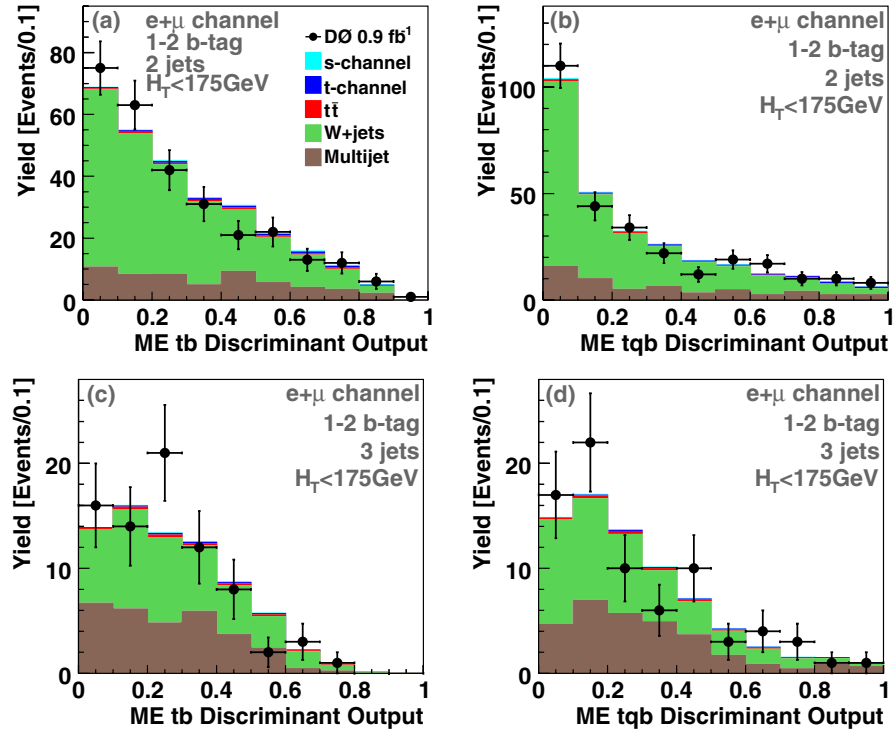 (a)
e+μ channel
1-2 b-tag
2 jets
H_T<175GeV
DØ 0.9 fb⁻¹
s-channel
t-channel
tt̄
W+jets
Multijet
Yield [Events/0.1]
80
60
40
20
0
0 0.2 0.4 0.6 0.8 1
ME tb Discriminant Output
(b)
e+μ channel
1-2 b-tag
2 jets
H_T<175GeV
Yield [Events/0.1]
100
50
0
0 0.2 0.4 0.6 0.8 1
ME tqb Discriminant Output
(c)
e+μ channel
1-2 b-tag
3 jets
H_T<175GeV
Yield [Events/0.1]
20
10
0
0 0.2 0.4 0.6 0.8 1
ME tb Discriminant Output
(d)
e+μ channel
1-2 b-tag
3 jets
H_T<175GeV
Yield [Events/0.1]
20
10
0
0 0.2 0.4 0.6 0.8 1
ME tqb Discriminant Output